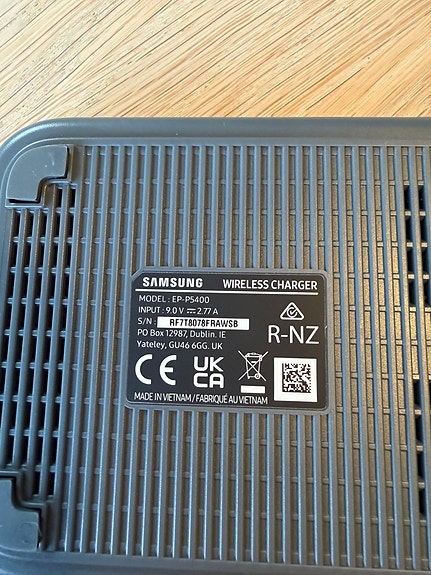 SAMSUNG WIRELESS CHARGER
MODEL : EP-P5400
INPUT : 9.0 V ⎓ 2.77 A
S/N : RF7T8078FRAWSB
PO Box 12987, Dublin. IE
Yateley, GU46 6GG. UK
R-NZ
CE UK CA
MADE IN VIETNAM / FABRIQUÉ AU VIETNAM